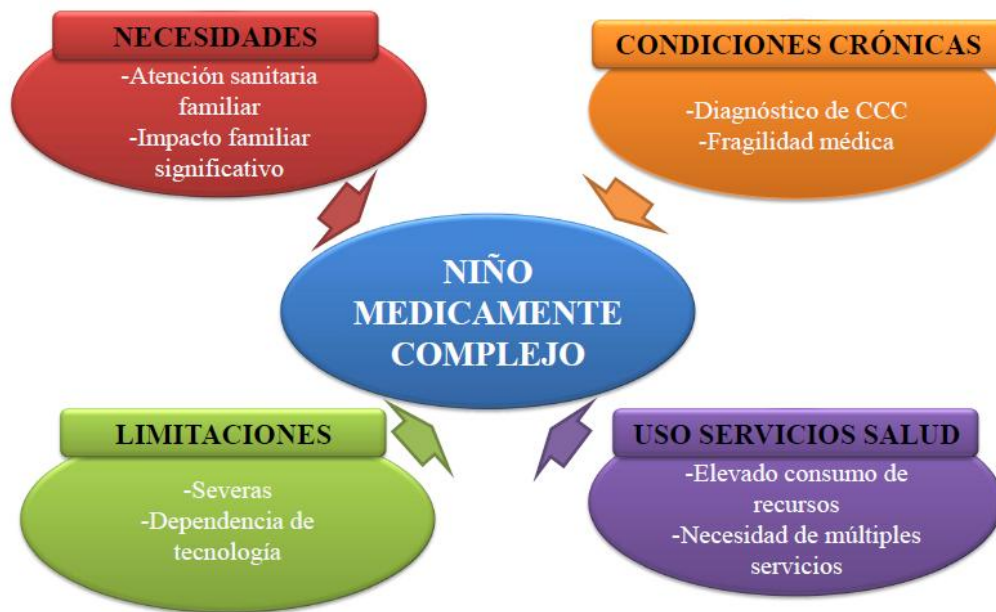 NECESIDADES
-Atención sanitaria
familiar
-Impacto familiar
significativo
CONDICIONES CRÓNICAS
-Diagnóstico de CCC
-Fragilidad médica
NIÑO
MEDICAMENTE
COMPLEJO
LIMITACIONES
-Severas
-Dependencia de
tecnología
USO SERVICIOS SALUD
-Elevado consumo de
recursos
-Necesidad de múltiples
servicios